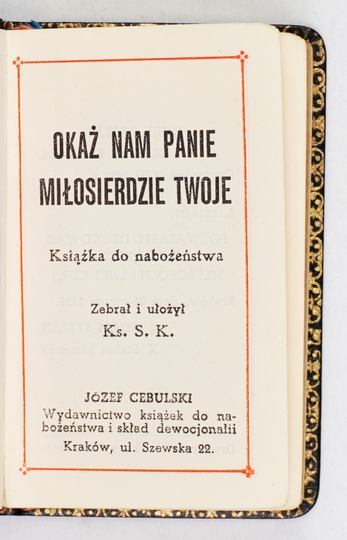 OKAŻ NAM PANIE
MIŁOSIERDZIE TWOJE
Książka do nabożeństwa
Zebrał i ułożył
Ks. S. K.
JÓZEF CEBULSKI
Wydawnictwo książek do na-
bożeństwa i skład dewocjonalii
Kraków, ul. Szewska 22.